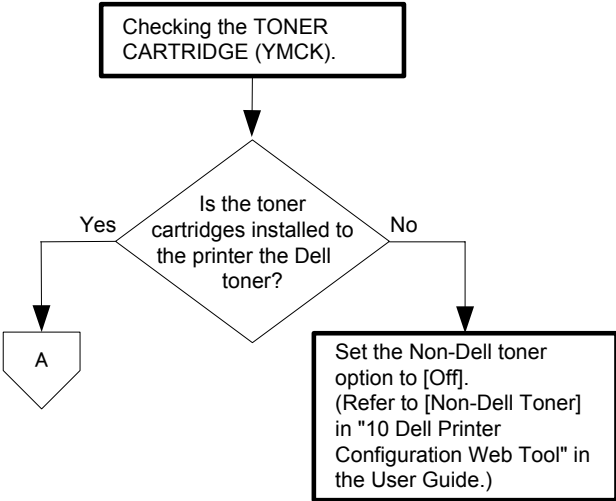 Checking the TONER
CARTRIDGE (YMCK).
Is the toner
cartridges installed to
the printer the Dell
toner?
Yes
No
A
Set the Non-Dell toner
option to [Off].
(Refer to [Non-Dell Toner]
in "10 Dell Printer
Configuration Web Tool" in
the User Guide.)